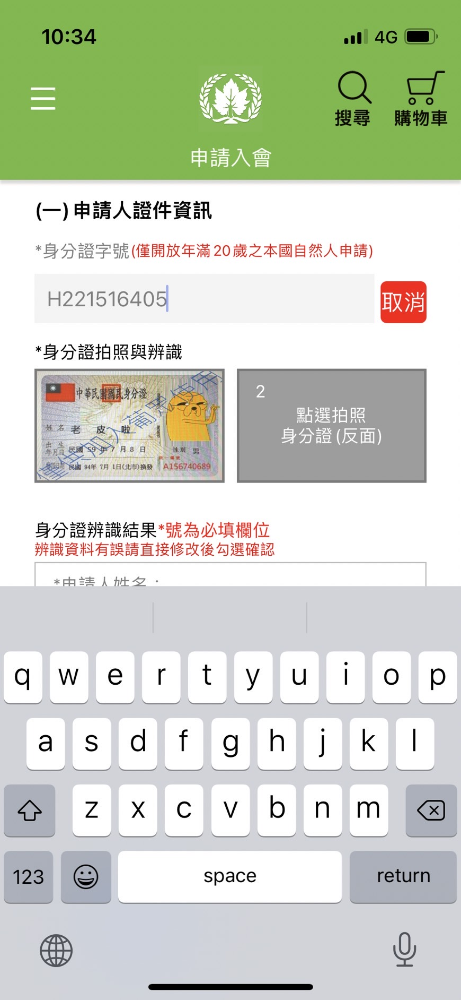 10:34
4G
搜尋
購物車
申請入會
(一)申請人證件資訊
*身分證字號(僅開放年滿20歲之本國自然人申請)
H221516405
取消
*身分證拍照與辨識
中華民國國民身分證
姓名 老 皮 啦
出生年月日 民國 59 年 7 月 8 日
性別 男
統一編號
民國 94年 7月 1日(北市)換發
A156740689
2
點選拍照
身分證(反面)
身分證辨識結果*號為必填欄位
辨識資料有誤請直接修改後勾選確認
*申請人姓名：
q w e r t y u i o p
a s d f g h j k l
z x c v b n m
123
space
return